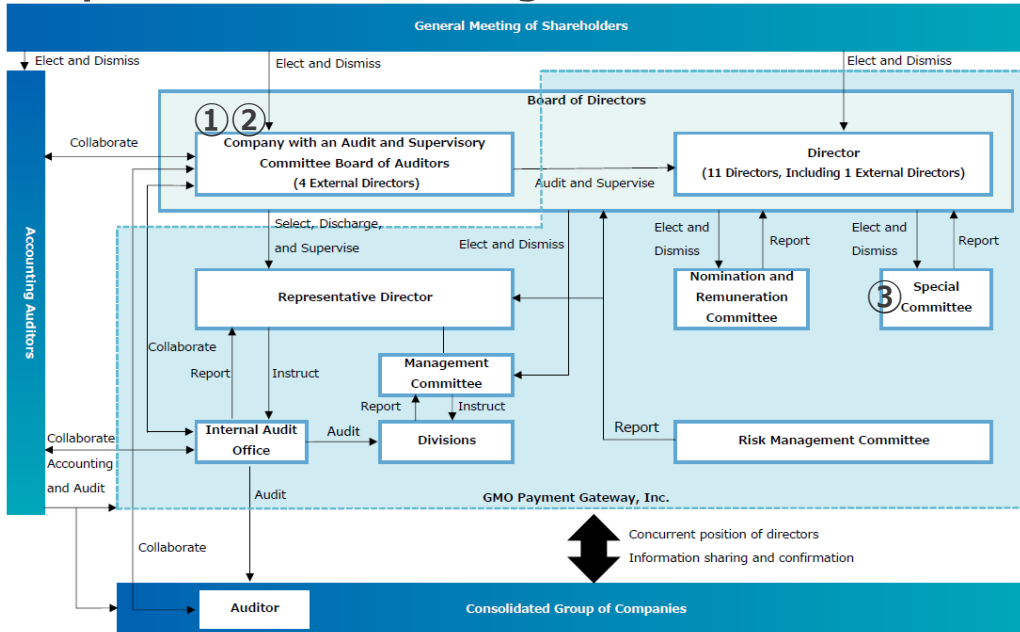 General Meeting of Shareholders
Elect and Dismiss
Elect and Dismiss
Elect and Dismiss
Board of Directors
① ②
Collaborate
Company with an Audit and Supervisory
Committee Board of Auditors
(4 External Directors)
Director
(11 Directors, Including 1 External Directors)
Audit and Supervise
Select, Discharge,
and Supervise
Elect and Dismiss
Elect and
Dismiss
Report
Elect and
Dismiss
Report
Accounting Auditors
Representative Director
Nomination and
Remuneration
Committee
③
Special
Committee
Collaborate
Report
Instruct
Management
Committee
Report
Instruct
Internal Audit
Office
Audit
Divisions
Report
Risk Management Committee
Collaborate
Accounting
and Audit
Audit
GMO Payment Gateway, Inc.
Collaborate
Concurrent position of directors
Information sharing and confirmation
Auditor
Consolidated Group of Companies